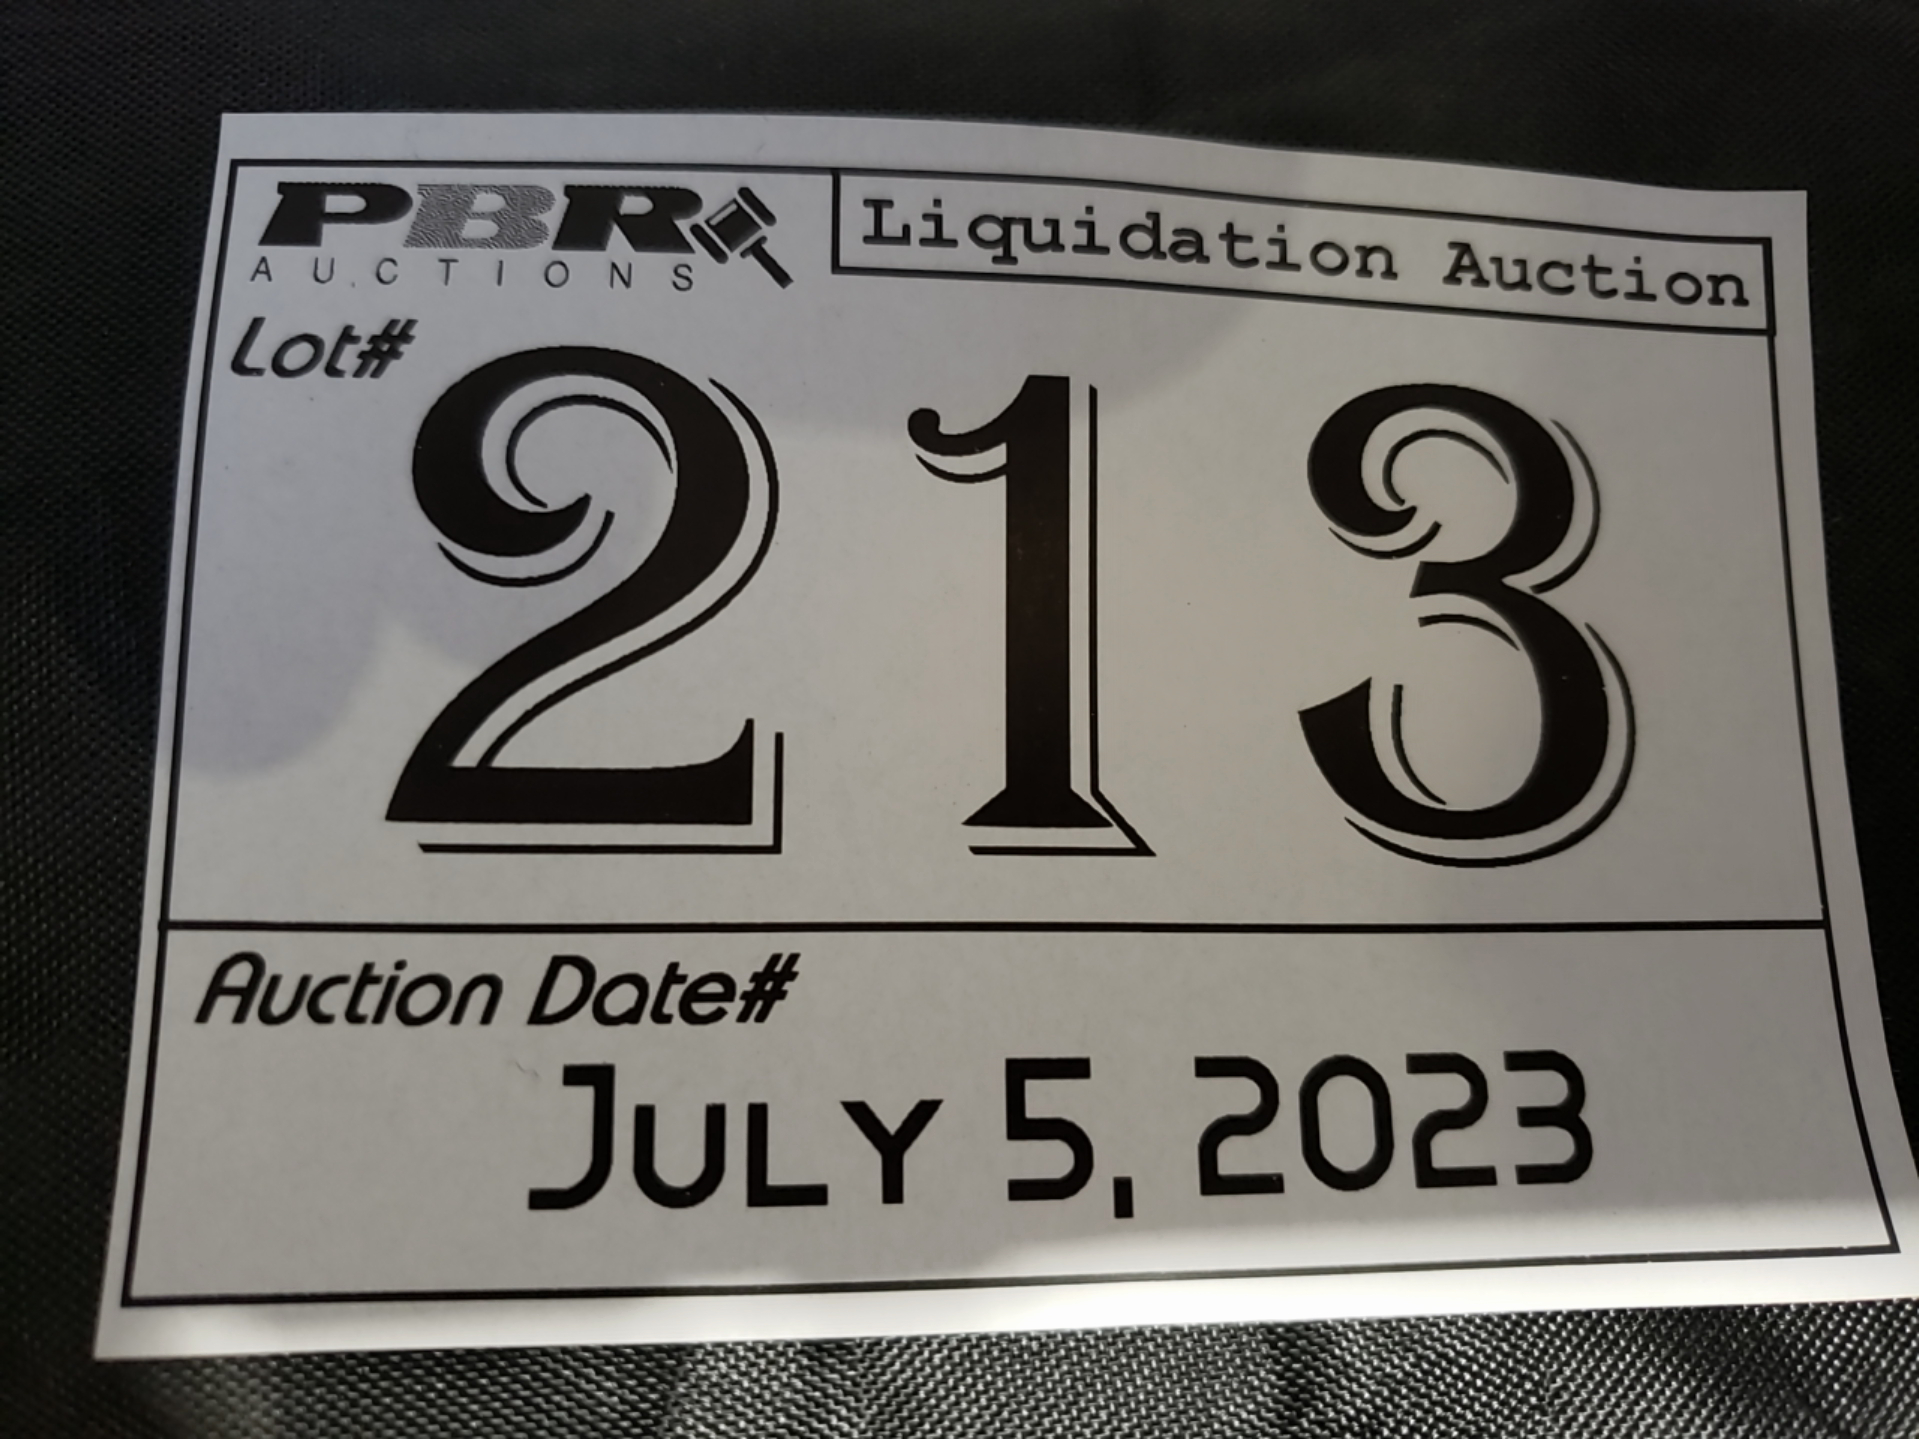 PBR
AUCTIONS
Liquidation Auction
Lot#
213
Auction Date#
JULY 5, 2023